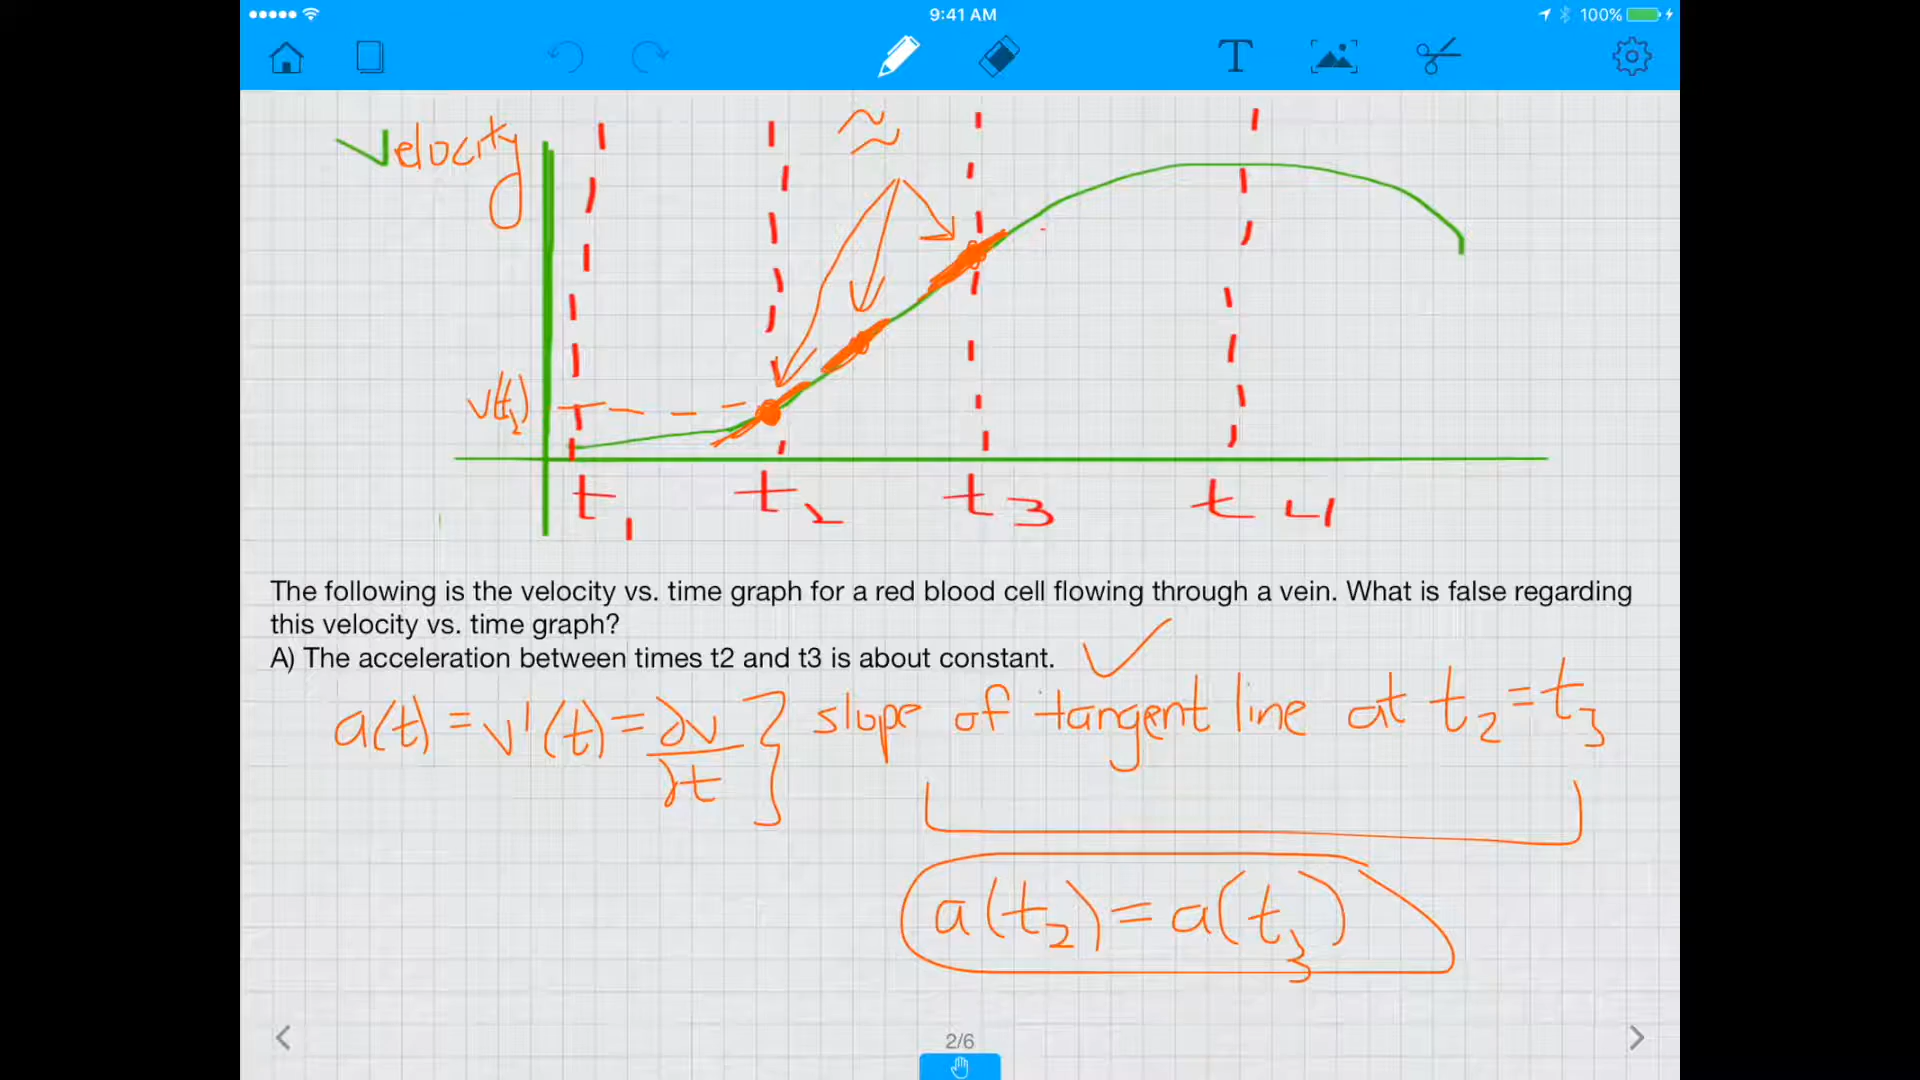 9:41 AM
100%
T
≈
Velocity
v(t₂)
t₁ t₂ t₃ t₄
The following is the velocity vs. time graph for a red blood cell flowing through a vein. What is false regarding
this velocity vs. time graph?
A) The acceleration between times t2 and t3 is about constant. ✓
a(t) = v'(t) = ∂v/∂t } slope of tangent line at t₂ = t₃
a(t₂) = a(t₃)
2/6